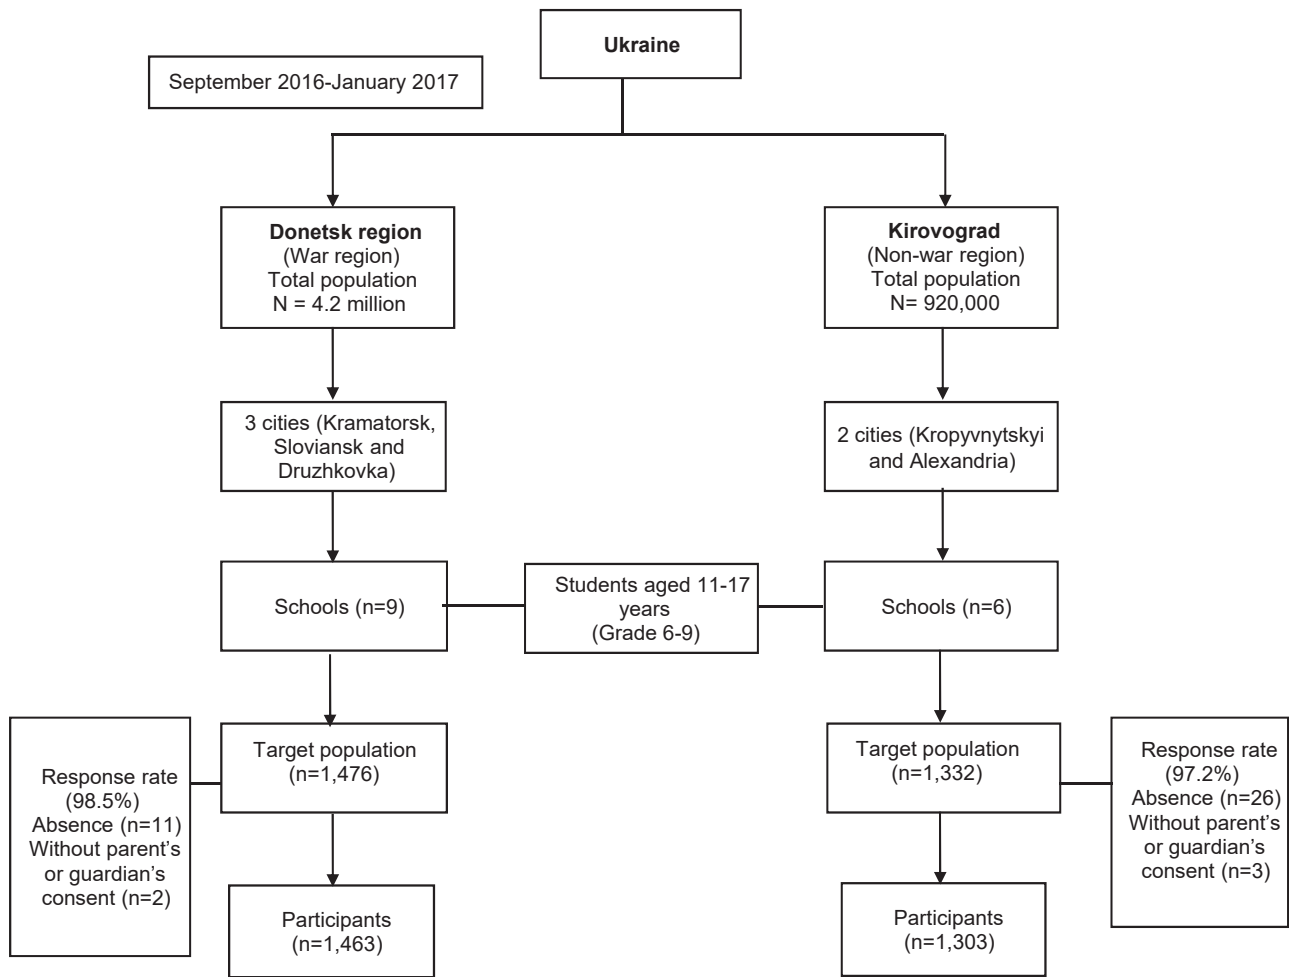 Ukraine
September 2016-January 2017
Donetsk region
(War region)
Total population
N = 4.2 million
Kirovograd
(Non-war region)
Total population
N= 920,000
3 cities (Kramatorsk,
Sloviansk and
Druzhkovka)
2 cities (Kropyvnytskyi
and Alexandria)
Schools (n=9)
Students aged 11-17
years
(Grade 6-9)
Schools (n=6)
Response rate
(98.5%)
Absence (n=11)
Without parent’s
or guardian’s
consent (n=2)
Target population
(n=1,476)
Target population
(n=1,332)
Response rate
(97.2%)
Absence (n=26)
Without parent’s
or guardian’s
consent (n=3)
Participants
(n=1,463)
Participants
(n=1,303)